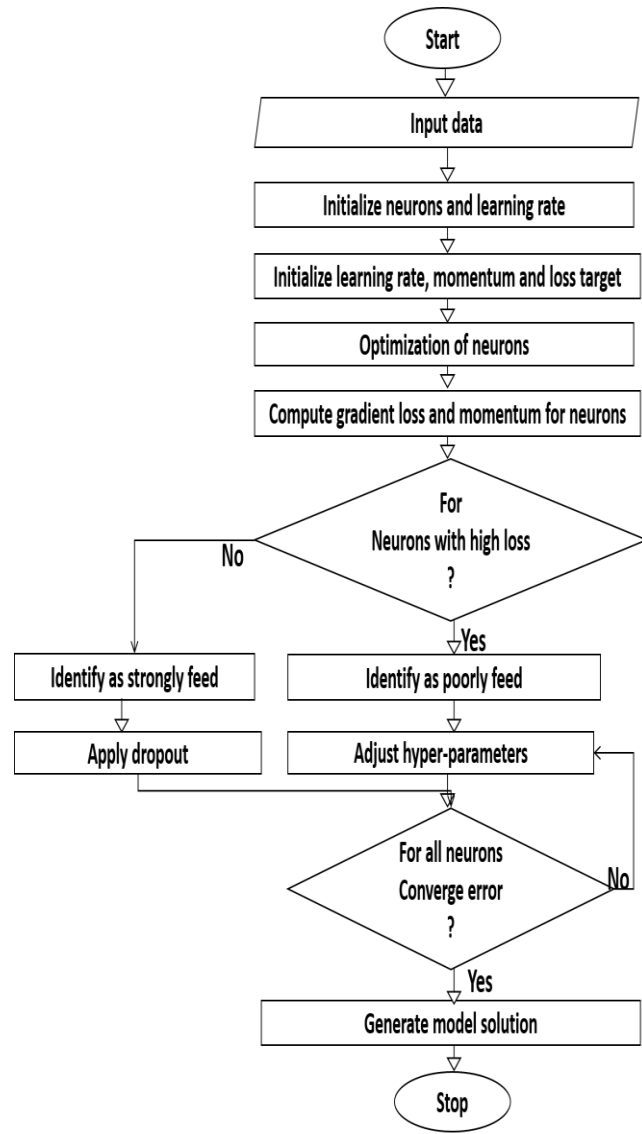 Start
Input data
Initialize neurons and learning rate
Initialize learning rate, momentum and loss target
Optimization of neurons
Compute gradient loss and momentum for neurons
For
Neurons with high loss
?
No
Yes
Identify as strongly feed
Identify as poorly feed
Apply dropout
Adjust hyper-parameters
For all neurons
Converge error
?
No
Yes
Generate model solution
Stop